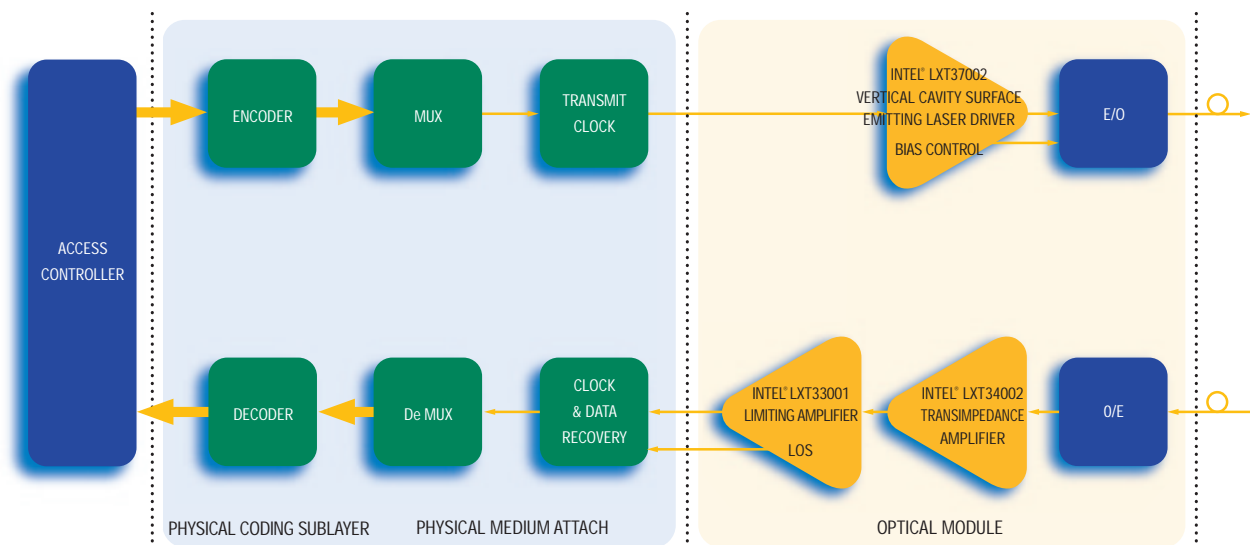 ACCESS
CONTROLLER
ENCODER
MUX
TRANSMIT
CLOCK
INTEL® LXT37002
VERTICAL CAVITY SURFACE
EMITTING LASER DRIVER
BIAS CONTROL
E/O
DECODER
De MUX
CLOCK
& DATA
RECOVERY
INTEL® LXT33001
LIMITING AMPLIFIER
LOS
INTEL® LXT34002
TRANSIMPEDANCE
AMPLIFIER
O/E
PHYSICAL CODING SUBLAYER
PHYSICAL MEDIUM ATTACH
OPTICAL MODULE